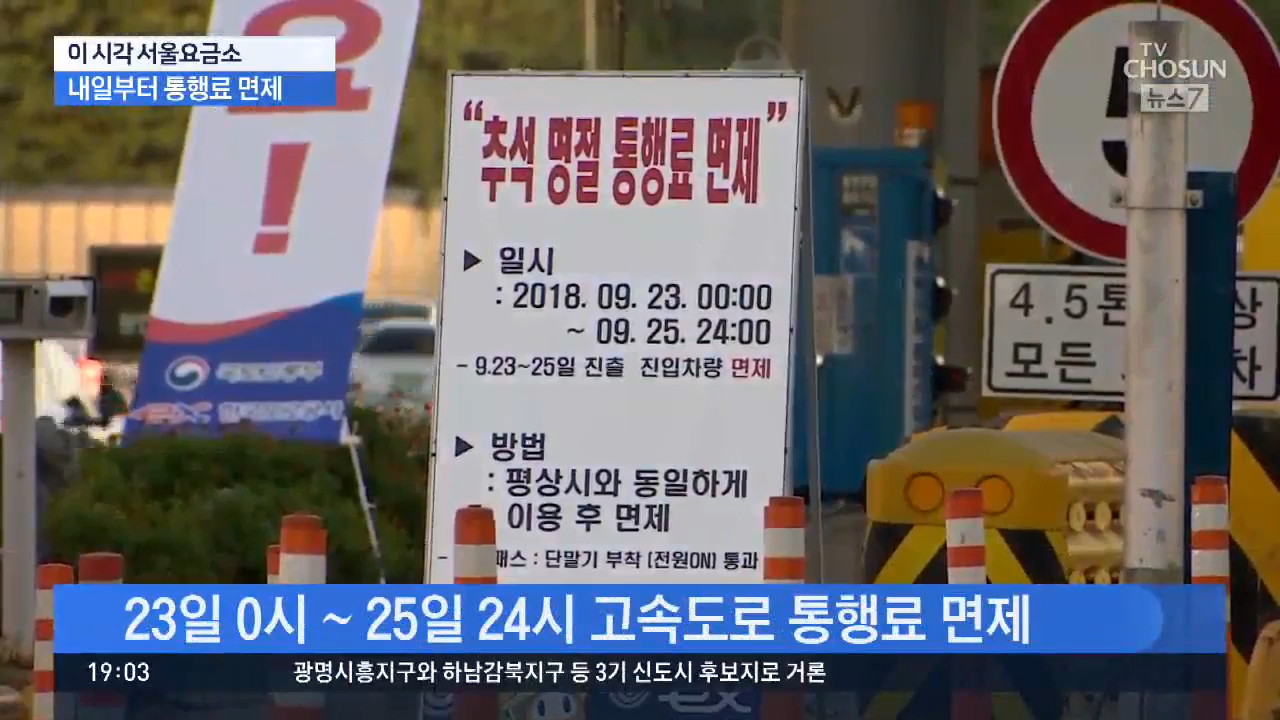 이 시각 서울요금소
내일부터 통행료 면제
TV
CHOSUN
뉴스7
요!
“추석 명절 통행료 면제”
▶ 일시
: 2018. 09. 23. 00:00
~ 09. 25. 24:00
- 9.23~25일 진출 진입차량 면제
▶ 방법
: 평상시와 동일하게
이용 후 면제
- 패스 : 단말기 부착 (전원ON) 통과
5
4.5톤 상
모든 차
23일 0시 ~ 25일 24시 고속도로 통행료 면제
19:03
광명시흥지구와 하남감북지구 등 3기 신도시 후보지로 거론